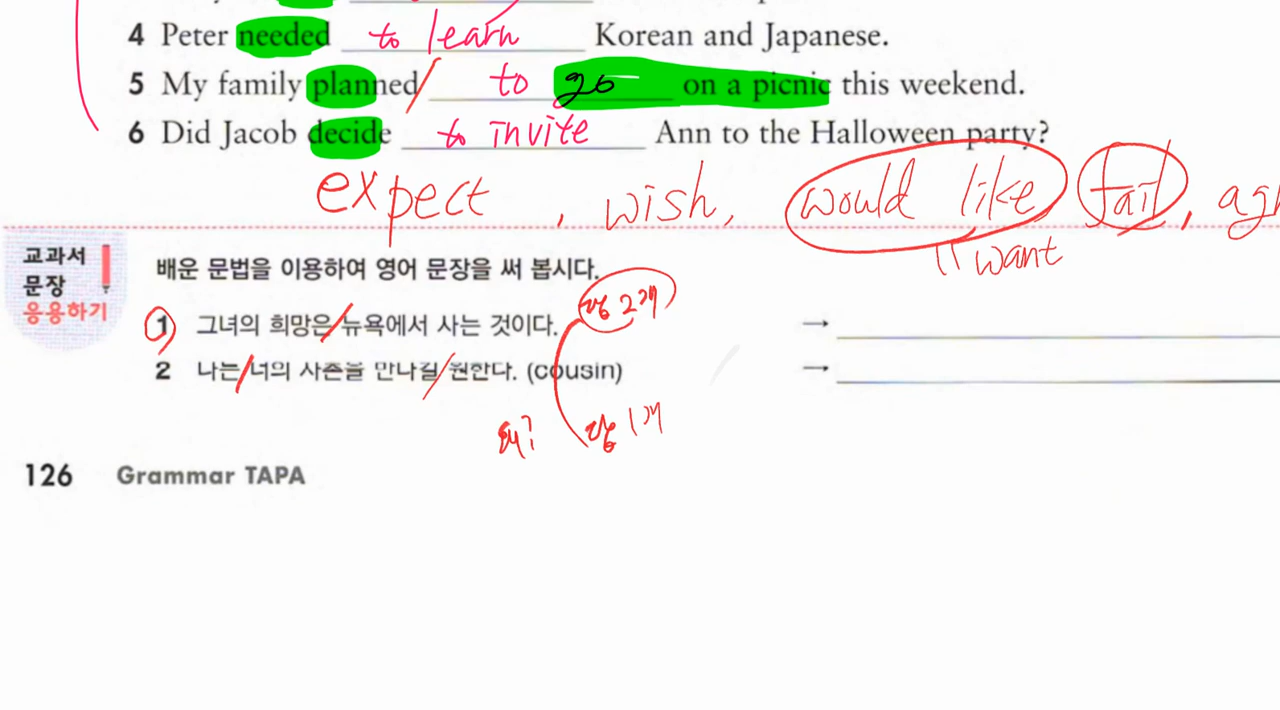 4 Peter needed to learn Korean and Japanese.
5 My family planned to go on a picnic this weekend.
6 Did Jacob decide to invite Ann to the Halloween party?
expect , wish, would like fail,
want
교과서
문장
응용하기
배운 문법을 이용하여 영어 문장을 써 봅시다.
1 그녀의 희망은 뉴욕에서 사는 것이다. →
답 2개
2 나는 너의 사촌을 만나길 원한다. (cousin) →
왜? 답 1개
126 Grammar TAPA